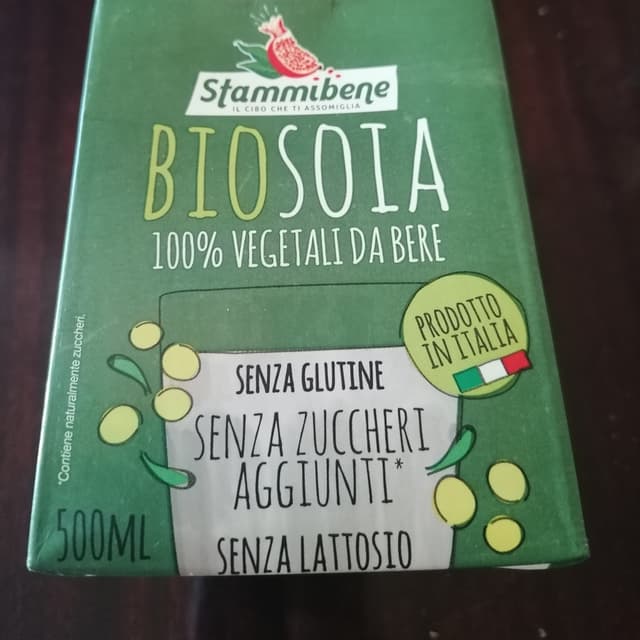 Stammibene
IL CIBO CHE TI ASSOMIGLIA
BIOSOIA
100% VEGETALI DA BERE
PRODOTTO
IN ITALIA
SENZA GLUTINE
SENZA ZUCCHERI
AGGIUNTI*
SENZA LATTOSIO
500ML
*Contiene naturalmente zuccheri.